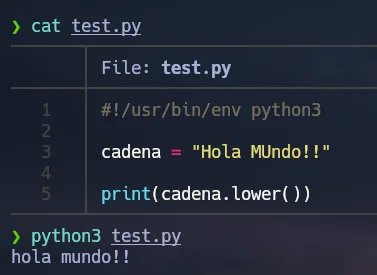 ❯ cat test.py
File: test.py
1 #!/usr/bin/env python3
2
3 cadena = "Hola MUndo!!"
4
5 print(cadena.lower())
❯ python3 test.py
hola mundo!!